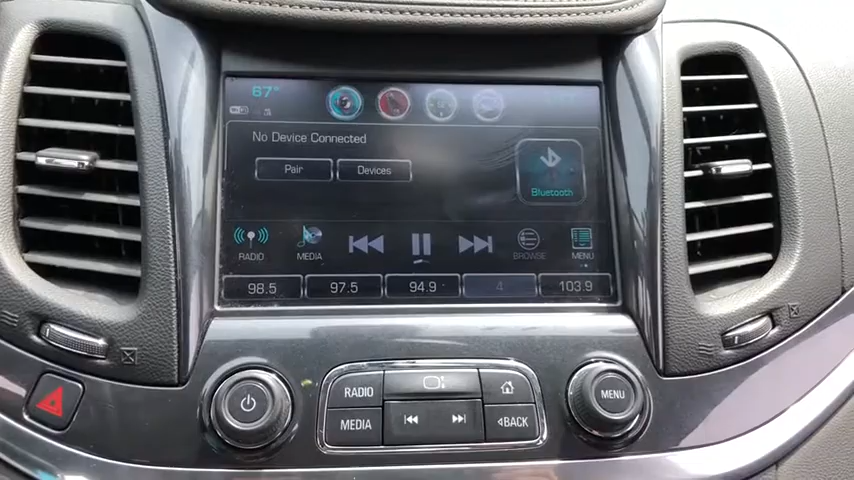 67°
No Device Connected
Pair Devices
Bluetooth
RADIO MEDIA BROWSE MENU
98.5 97.5 94.9 4 103.9
RADIO
MENU
MEDIA
BACK